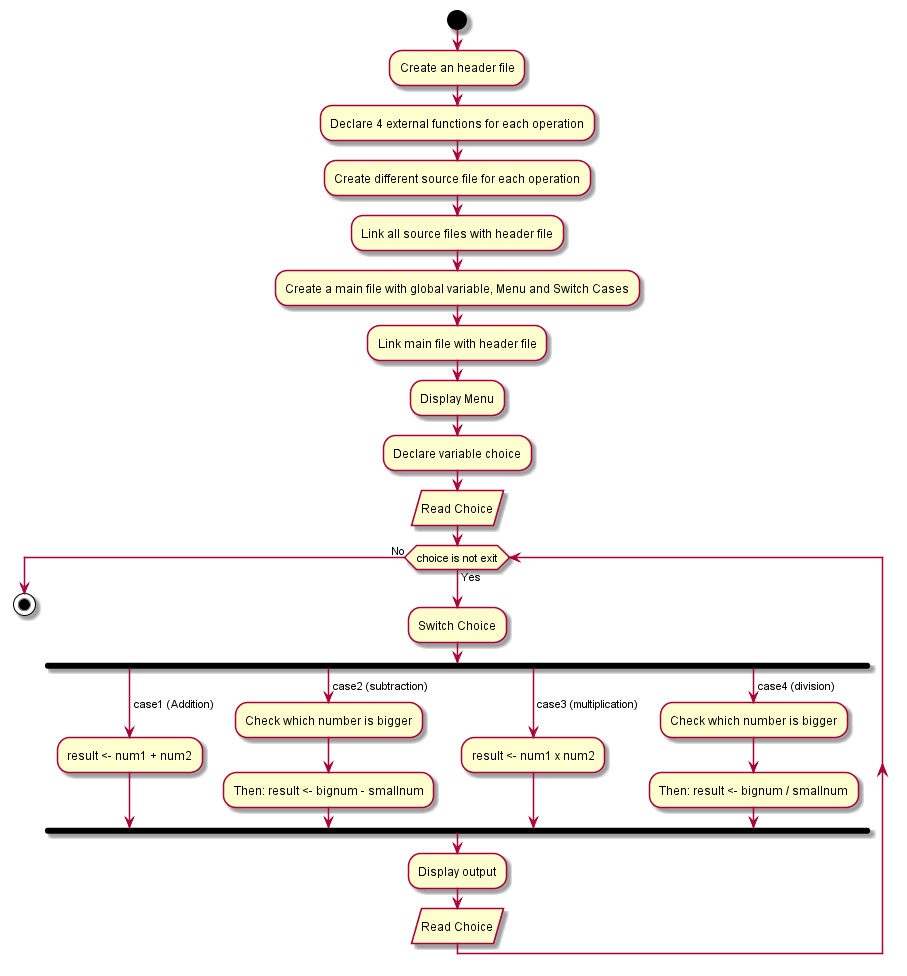 Create an header file
Declare 4 external functions for each operation
Create different source file for each operation
Link all source files with header file
Create a main file with global variable, Menu and Switch Cases
Link main file with header file
Display Menu
Declare variable choice
Read Choice
No
choice is not exit
Yes
Switch Choice
case1 (Addition)
result <- num1 + num2
case2 (subtraction)
Check which number is bigger
Then: result <- bignum - smallnum
case3 (multiplication)
result <- num1 x num2
case4 (division)
Check which number is bigger
Then: result <- bignum / smallnum
Display output
Read Choice